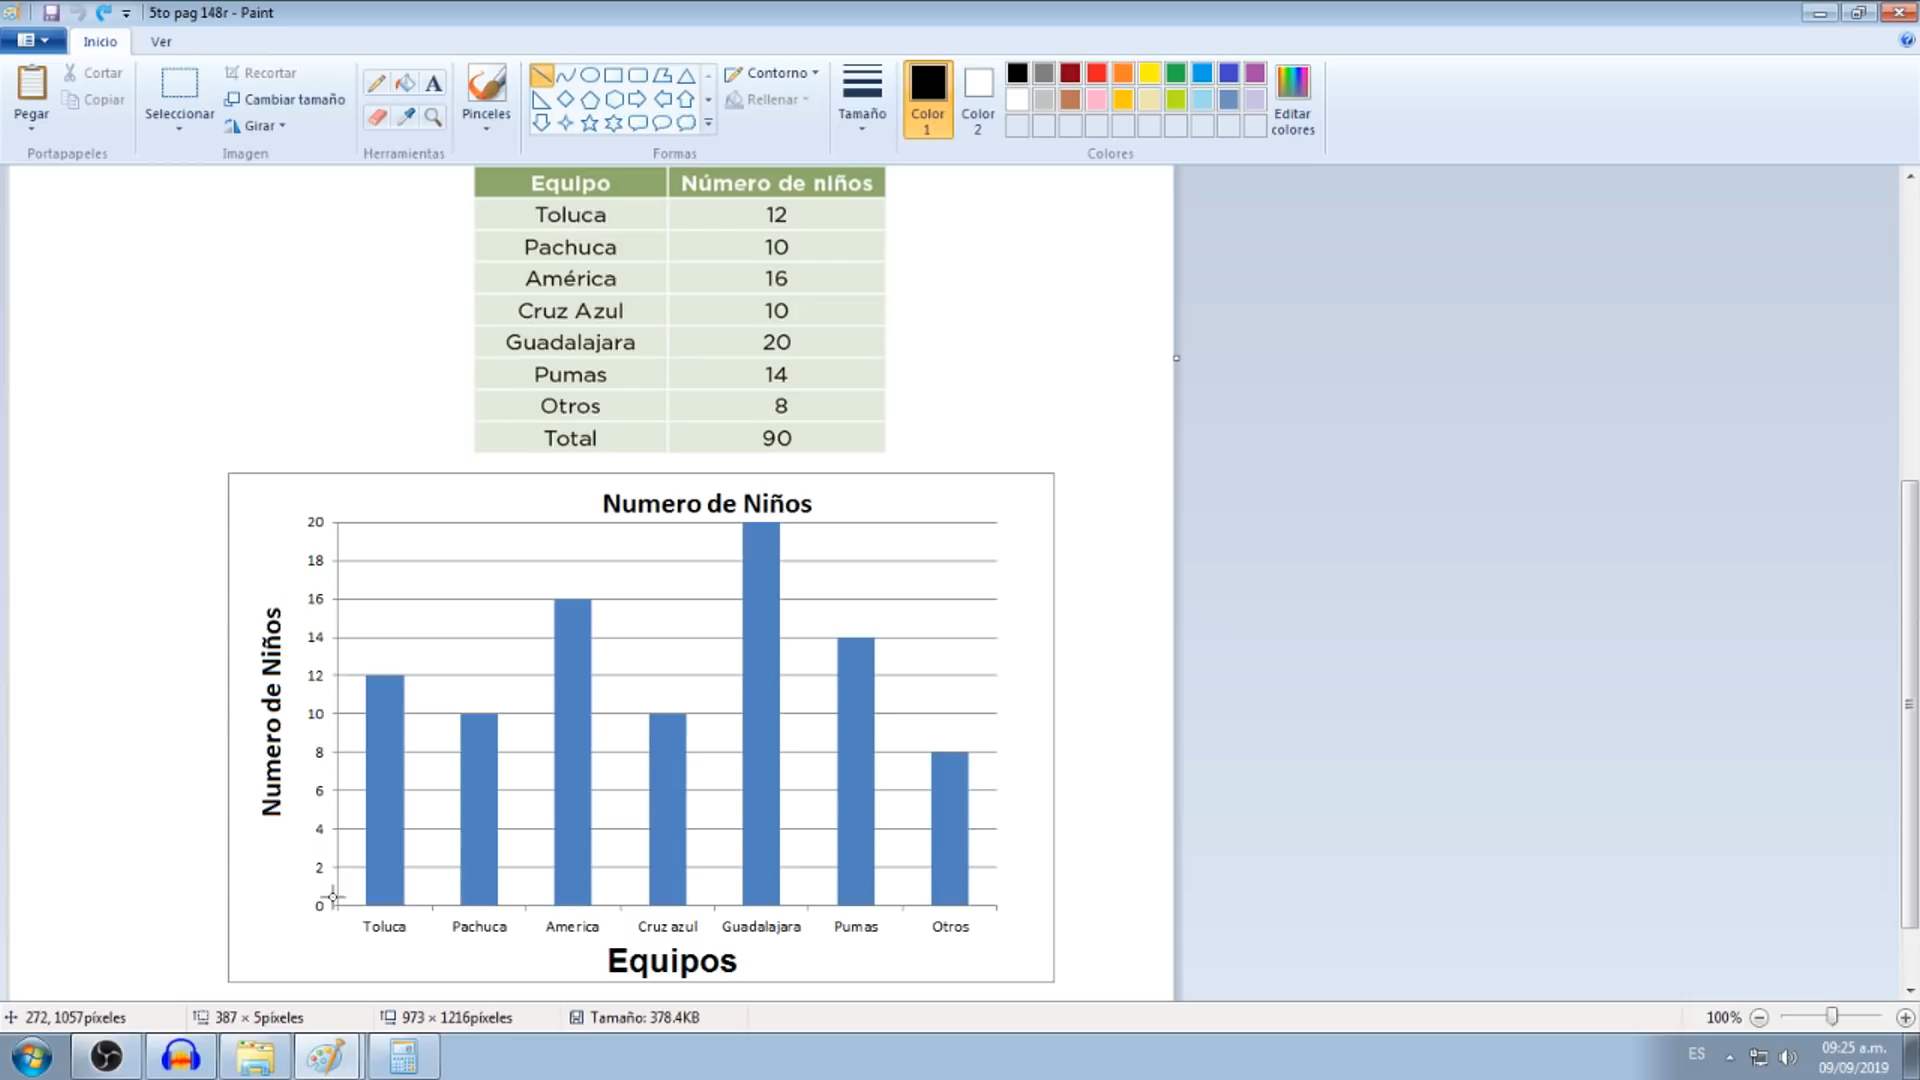 5to pag 148r - Paint
Inicio Ver
Pegar
Cortar
Copiar
Portapapeles
Seleccionar
Recortar
Cambiar tamaño
Girar
Imagen
A
Herramientas
Pinceles
Contorno
Rellenar
Formas
Tamaño
Color 1
Color 2
Editar colores
Colores
Equipo Número de niños
Toluca 12
Pachuca 10
América 16
Cruz Azul 10
Guadalajara 20
Pumas 14
Otros 8
Total 90
Numero de Niños
Numero de Niños
20
18
16
14
12
10
8
6
4
2
0
Toluca Pachuca America Cruz azul Guadalajara Pumas Otros
Equipos
272, 1057píxeles 387 × 5píxeles 973 × 1216píxeles Tamaño: 378.4KB 100%
ES 09:25 a.m.
09/09/2019